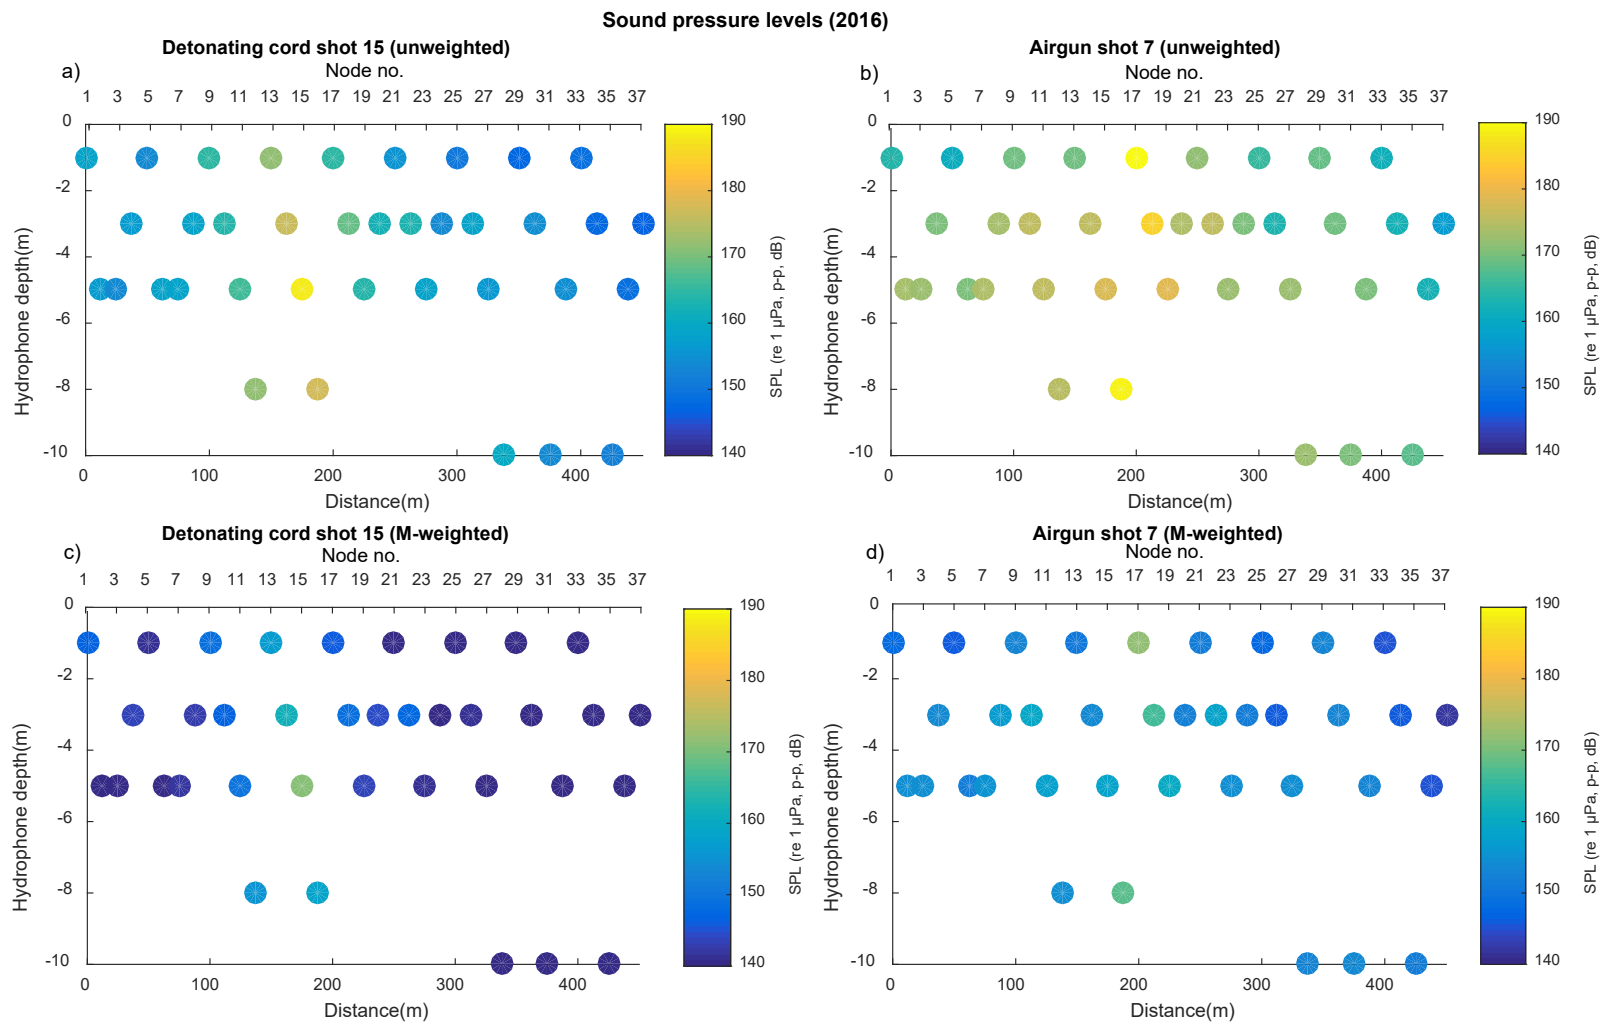 Sound pressure levels (2016)
Detonating cord shot 15 (unweighted)
a)
Node no.
1 3 5 7 9 11 13 15 17 19 21 23 25 27 29 31 33 35 37
0
-2
-4
-6
-8
-10
Hydrophone depth(m)
0 100 200 300 400
Distance(m)
190
180
170
160
150
140
SPL (re 1 µPa, p-p, dB)
Airgun shot 7 (unweighted)
b)
Node no.
1 3 5 7 9 11 13 15 17 19 21 23 25 27 29 31 33 35 37
0
-2
-4
-6
-8
-10
Hydrophone depth(m)
0 100 200 300 400
Distance(m)
190
180
170
160
150
140
SPL (re 1 µPa, p-p, dB)
Detonating cord shot 15 (M-weighted)
c)
Node no.
1 3 5 7 9 11 13 15 17 19 21 23 25 27 29 31 33 35 37
0
-2
-4
-6
-8
-10
Hydrophone depth(m)
0 100 200 300 400
Distance(m)
190
180
170
160
150
140
SPL (re 1 µPa, p-p, dB)
Airgun shot 7 (M-weighted)
d)
Node no.
1 3 5 7 9 11 13 15 17 19 21 23 25 27 29 31 33 35 37
0
-2
-4
-6
-8
-10
Hydrophone depth(m)
0 100 200 300 400
Distance(m)
190
180
170
160
150
140
SPL (re 1 µPa, p-p, dB)